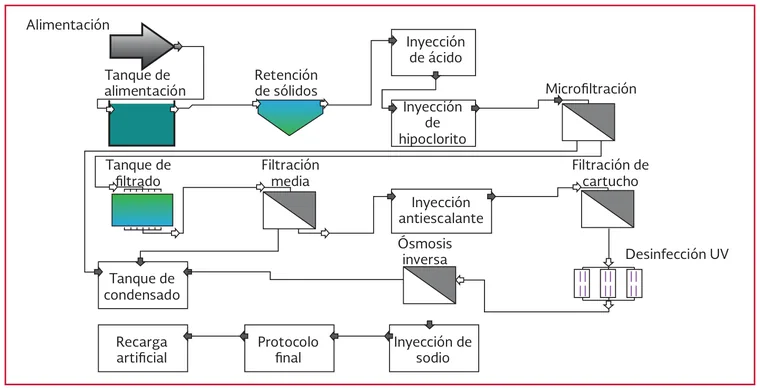 Alimentación
Tanque de
alimentación
Retención
de sólidos
Inyección
de ácido
Inyección
de
hipoclorito
Microfiltración
Tanque de
filtrado
Filtración
media
Inyección
antiescalante
Filtración de
cartucho
Desinfección UV
Ósmosis
inversa
Tanque de
condensado
Recarga
artificial
Protocolo
final
Inyección de
sodio